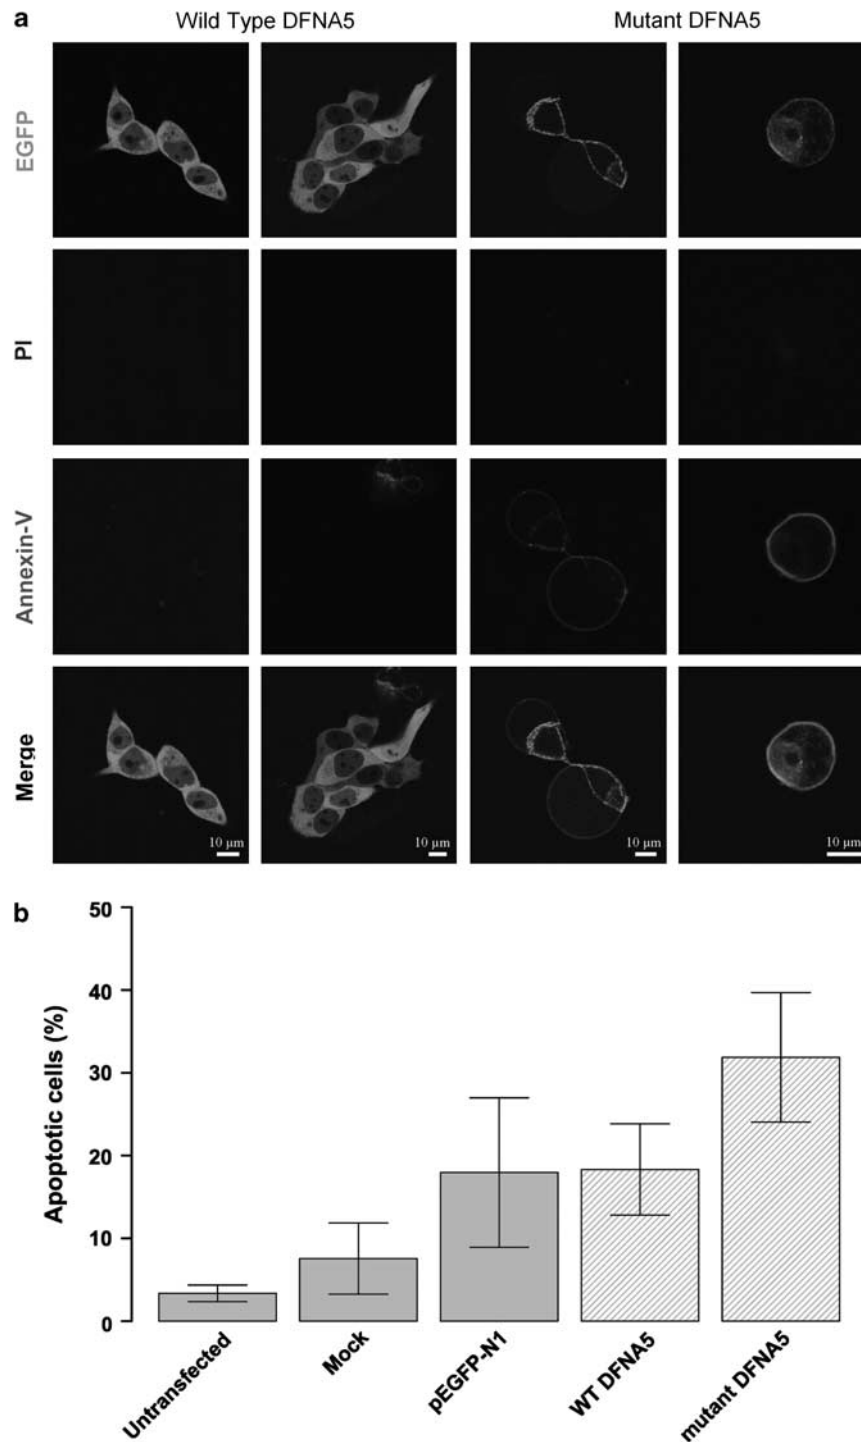 a
Wild Type DFNA5
Mutant DFNA5
EGFP
PI
Annexin-V
Merge
10 µm
10 µm
10 µm
10 µm
b
Apoptotic cells (%)
50
40
30
20
10
0
Untransfected
Mock
pEGFP-N1
WT DFNA5
mutant DFNA5